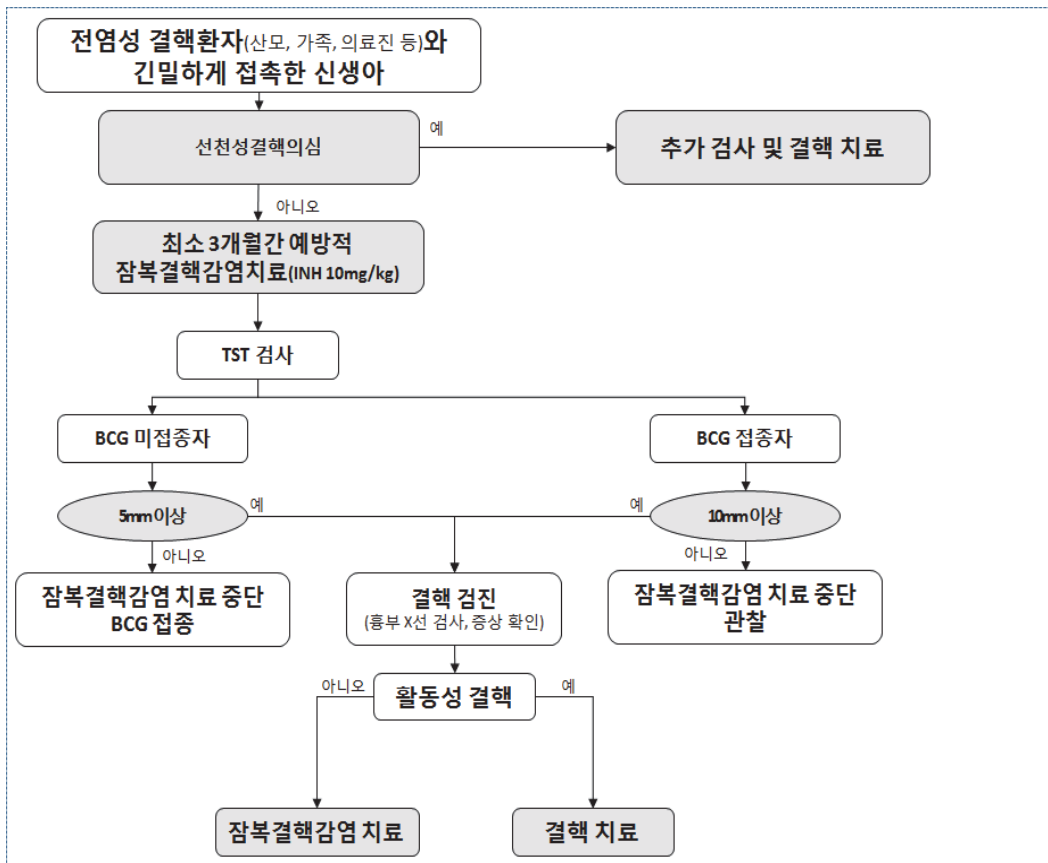 전염성 결핵환자(산모, 가족, 의료진 등)와
긴밀하게 접촉한 신생아
선천성결핵의심
예
추가 검사 및 결핵 치료
아니오
최소 3개월간 예방적
잠복결핵감염치료(INH 10mg/kg)
TST 검사
BCG 미접종자
BCG 접종자
5mm이상
예
예
10mm이상
아니오
아니오
잠복결핵감염 치료 중단
BCG 접종
결핵 검진
(흉부 X선 검사, 증상 확인)
잠복결핵감염 치료 중단
관찰
아니오
활동성 결핵
예
잠복결핵감염 치료
결핵 치료